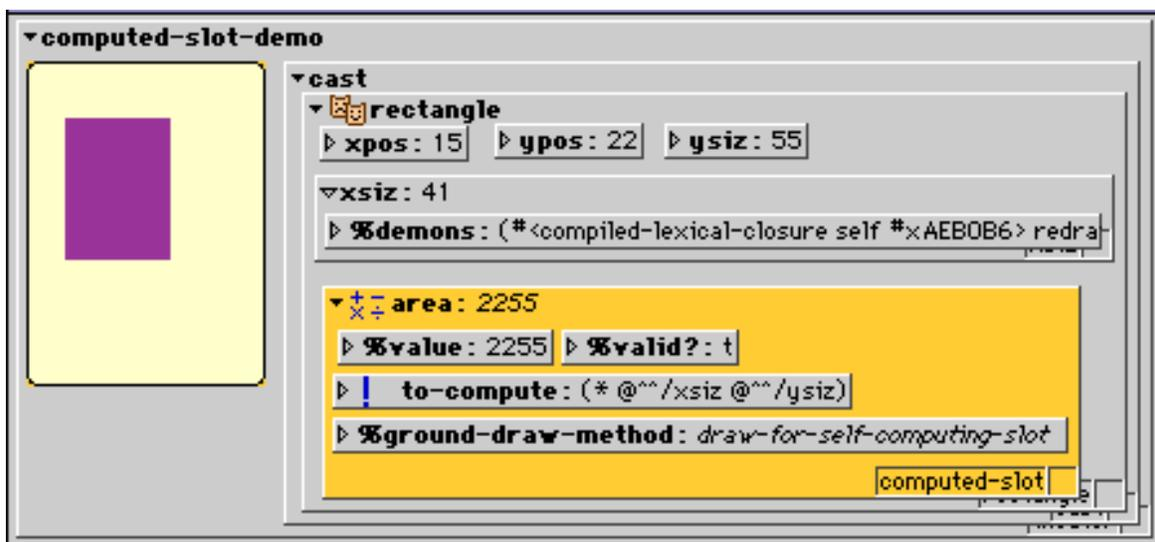 computed-slot-demo
cast
rectangle
xpos: 15 ypos: 22 ysiz: 55
xsiz: 41
%demons: (#<compiled-lexical-closure self #xAEB0B6> redra
area: 2255
%value: 2255 %valid?: t
! to-compute: (* @^^/xsiz @^^/ysiz)
%ground-draw-method: draw-for-self-computing-slot
computed-slot